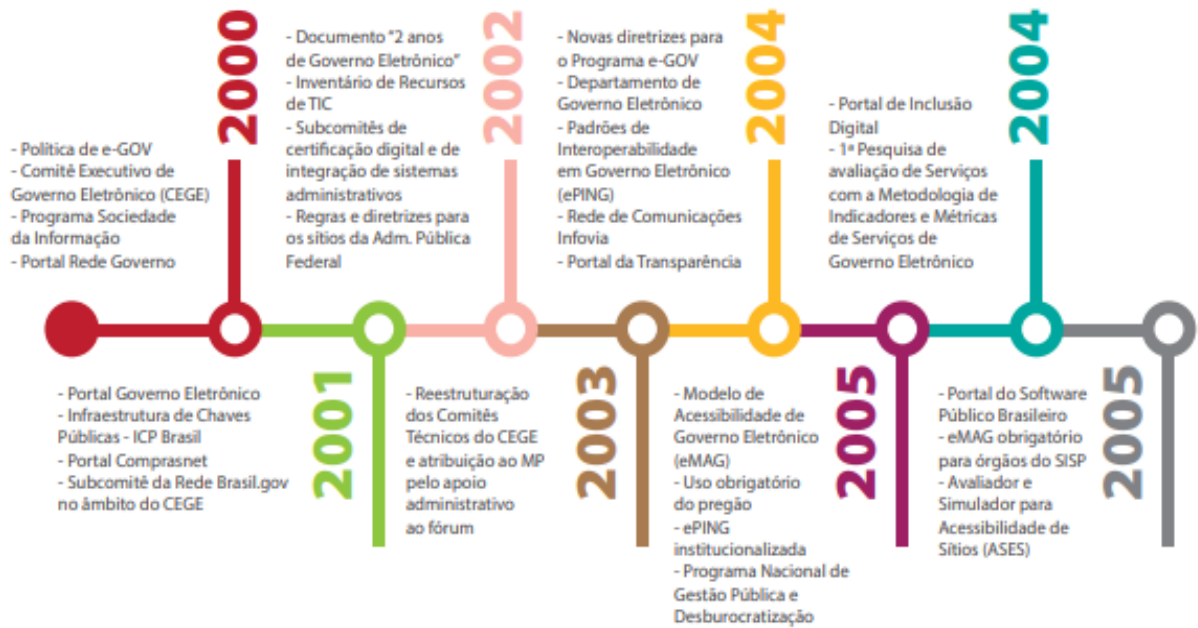 2000
- Política de e-GOV
- Comitê Executivo de
Governo Eletrônico (CEGE)
- Programa Sociedade
da Informação
- Portal Rede Governo
2001
- Portal Governo Eletrônico
- Infraestrutura de Chaves
Públicas - ICP Brasil
- Portal Comprasnet
- Subcomitê da Rede Brasil.gov
no âmbito do CEGE
2002
- Documento "2 anos
de Governo Eletrônico"
- Inventário de Recursos
de TIC
- Subcomitês de
certificação digital e de
integração de sistemas
administrativos
- Regras e diretrizes para
os sítios da Adm. Pública
Federal
2003
- Reestruturação
dos Comitês
Técnicos do CEGE
e atribuição ao MP
pelo apoio
administrativo
ao fórum
2004
- Novas diretrizes para
o Programa e-GOV
- Departamento de
Governo Eletrônico
- Padrões de
Interoperabilidade
em Governo Eletrônico
(ePING)
- Rede de Comunicações
Infovia
- Portal da Transparência
2005
- Modelo de
Acessibilidade de
Governo Eletrônico
(eMAG)
- Uso obrigatório
do pregão
- ePING
institucionalizada
- Programa Nacional de
Gestão Pública e
Desburocratização
2004
- Portal de Inclusão
Digital
- 1ª Pesquisa de
avaliação de Serviços
com a Metodologia de
Indicadores e Métricas
de Serviços de
Governo Eletrônico
2005
- Portal do Software
Público Brasileiro
- eMAG obrigatório
para órgãos do SISP
- Avaliador e
Simulador para
Acessibilidade de
Sítios (ASES)